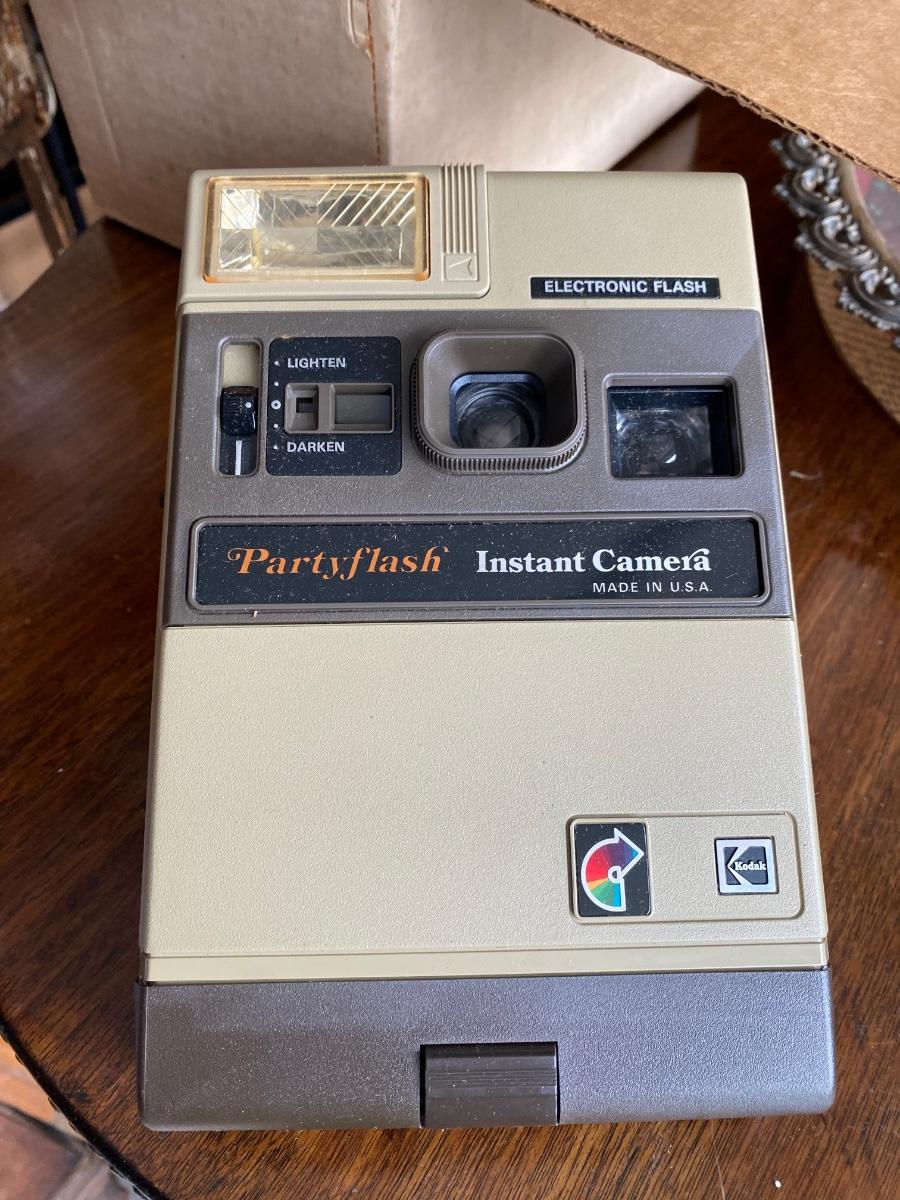 ELECTRONIC FLASH
LIGHTEN
DARKEN
Partyflash Instant Camera
MADE IN U.S.A.
Kodak